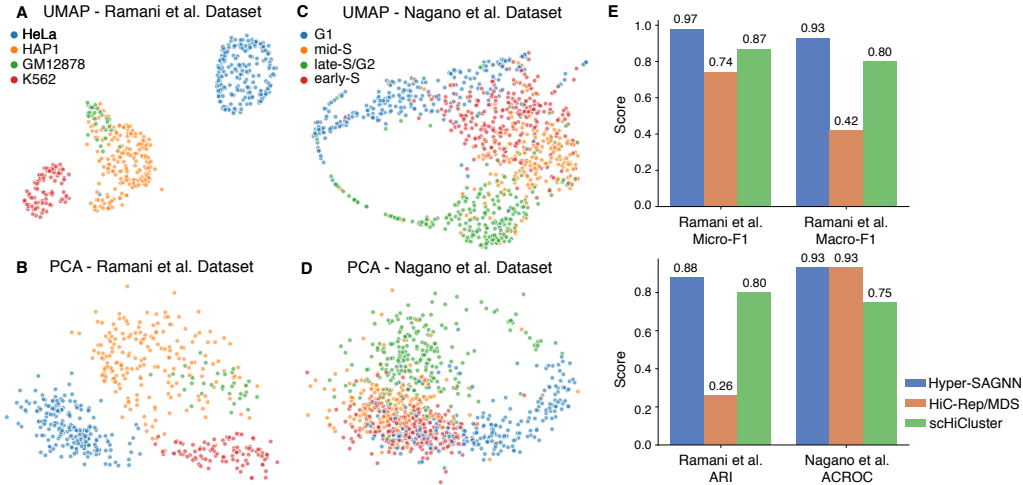 A UMAP - Ramani et al. Dataset
HeLa
HAP1
GM12878
K562
B PCA - Ramani et al. Dataset
C UMAP - Nagano et al. Dataset
G1
mid-S
late-S/G2
early-S
D PCA - Nagano et al. Dataset
E
Score
1.0
0.8
0.6
0.4
0.2
0.0
0.97
0.74
0.87
0.93
0.42
0.80
Ramani et al.
Micro-F1
Ramani et al.
Macro-F1
Score
0.8
0.6
0.4
0.2
0.0
0.88
0.26
0.80
0.93
0.93
0.75
Ramani et al.
ARI
Nagano et al.
ACROC
Hyper-SAGNN
HiC-Rep/MDS
scHiCluster